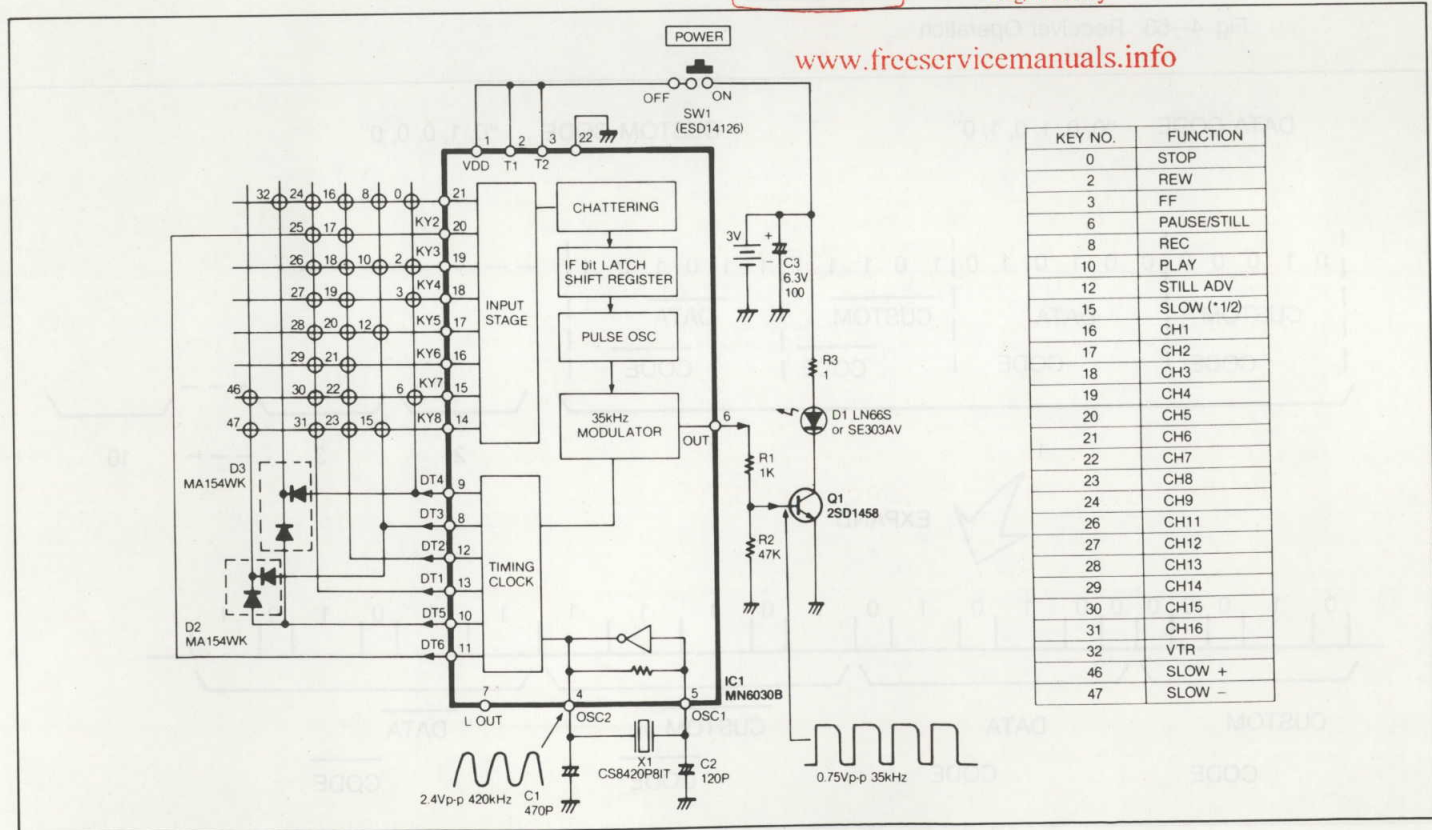 www.freeservicemanuals.info
POWER
OFF
ON
SW1
(ESD14126)
1
2
3
22
VDD
T1
T2
32
24
16
8
0
21
25
17
KY2
20
26
18
10
2
KY3
19
27
19
3
KY4
18
28
20
12
KY5
17
29
21
KY6
16
46
30
22
6
KY7
15
47
31
23
15
KY8
14
INPUT
STAGE
CHATTERING
IF bit LATCH
SHIFT REGISTER
PULSE OSC
35kHz
MODULATOR
OUT
6
3V
+
C3
6.3V
100
R3
1
D1 LN66S
or SE303AV
R1
1K
Q1
2SD1458
R2
47K
D3
MA154WK
D2
MA154WK
DT4
9
DT3
8
DT2
12
DT1
13
DT5
10
DT6
11
TIMING
CLOCK
IC1
MN6030B
7
L OUT
4
OSC2
5
OSC1
X1
CS8420P8IT
C2
120P
C1
470P
2.4Vp-p 420kHz
0.75Vp-p 35kHz
KEY NO. FUNCTION
0 STOP
2 REW
3 FF
6 PAUSE/STILL
8 REC
10 PLAY
12 STILL ADV
15 SLOW (*1/2)
16 CH1
17 CH2
18 CH3
19 CH4
20 CH5
21 CH6
22 CH7
23 CH8
24 CH9
26 CH11
27 CH12
28 CH13
29 CH14
30 CH15
31 CH16
32 VTR
46 SLOW +
47 SLOW −